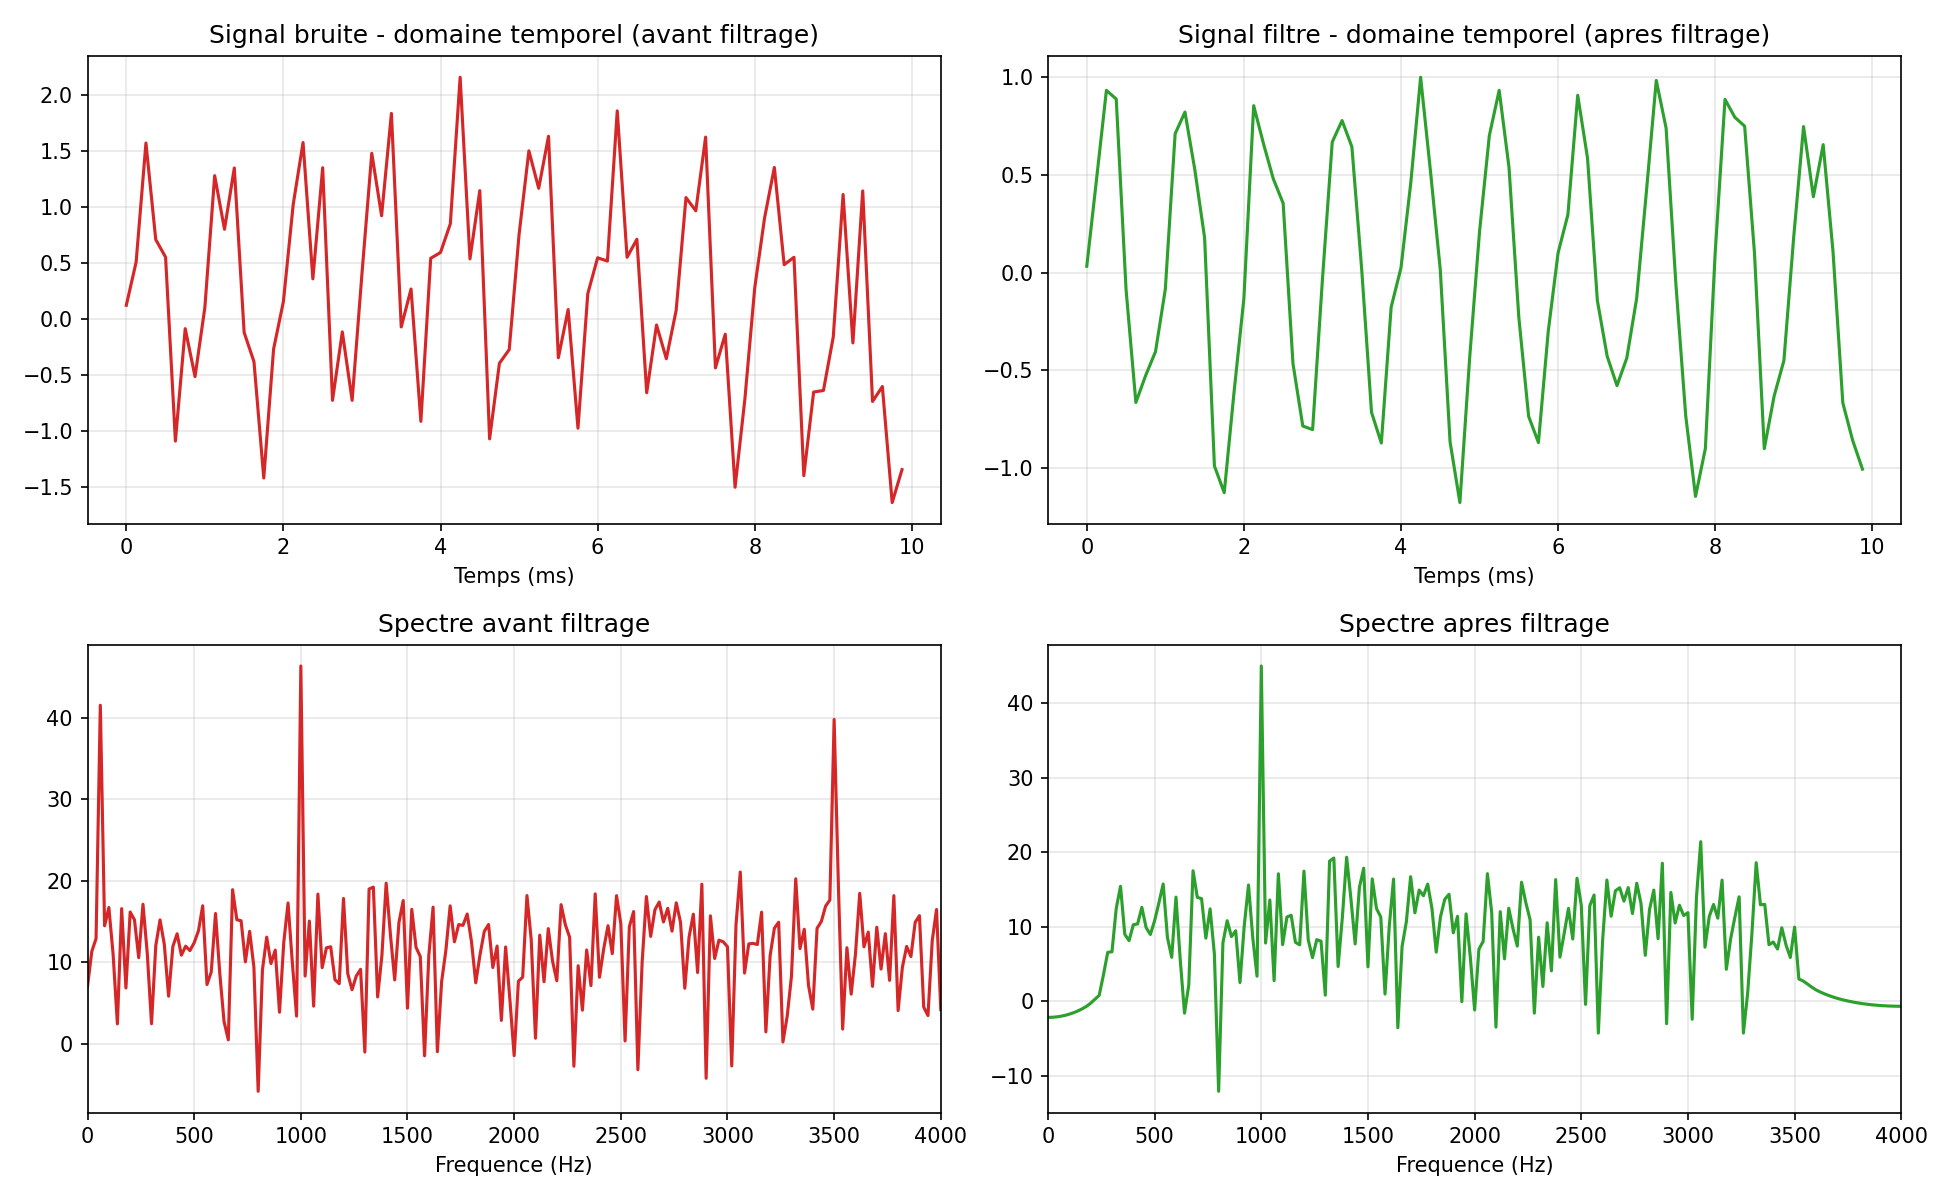 Signal bruite - domaine temporel (avant filtrage)
2.0
1.5
1.0
0.5
0.0
−0.5
−1.0
−1.5
0 2 4 6 8 10
Temps (ms)
Signal filtre - domaine temporel (apres filtrage)
1.0
0.5
0.0
−0.5
−1.0
0 2 4 6 8 10
Temps (ms)
Spectre avant filtrage
40
30
20
10
0
0 500 1000 1500 2000 2500 3000 3500 4000
Frequence (Hz)
Spectre apres filtrage
40
30
20
10
0
−10
0 500 1000 1500 2000 2500 3000 3500 4000
Frequence (Hz)